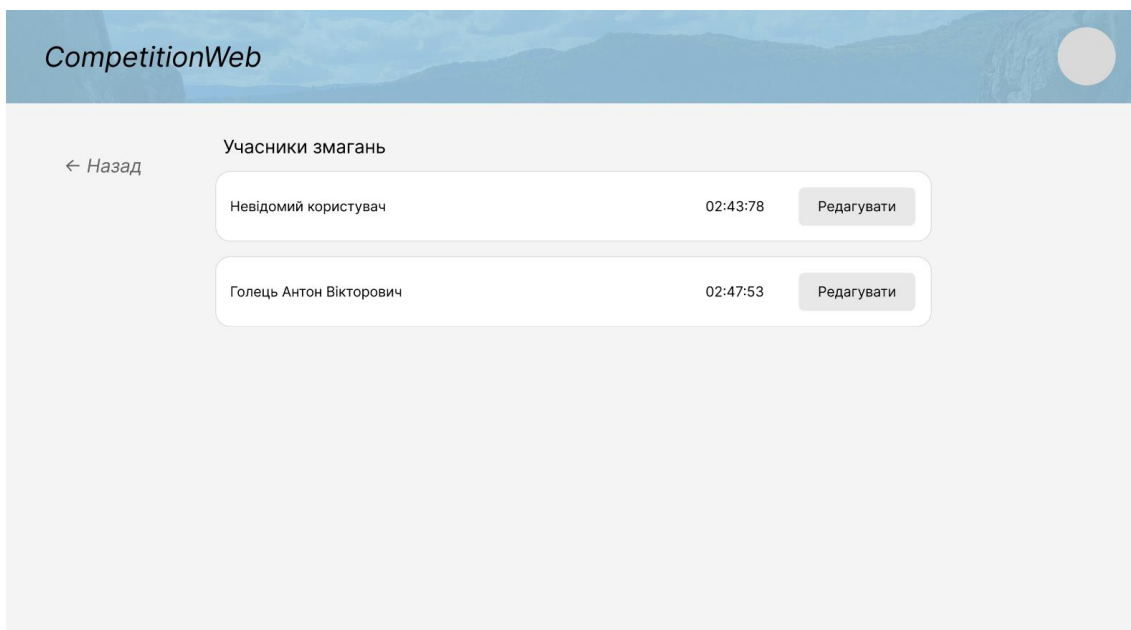 CompetitionWeb
← Назад
Учасники змагань
Невідомий користувач 02:43:78 Редагувати
Голець Антон Вікторович 02:47:53 Редагувати